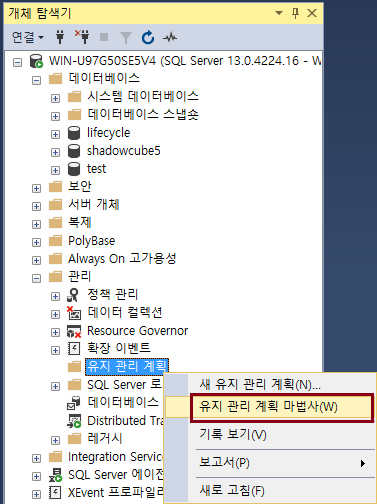 개체 탐색기
연결
WIN-U97G50SE5V4 (SQL Server 13.0.4224.16 - W
데이터베이스
시스템 데이터베이스
데이터베이스 스냅숏
lifecycle
shadowcube5
test
보안
서버 개체
복제
PolyBase
Always On 고가용성
관리
정책 관리
데이터 컬렉션
Resource Governor
확장 이벤트
유지 관리 계획
SQL Server 로
데이터베이스
Distributed Tra
레거시
Integration Service
SQL Server 에이전
XEvent 프로파일러
새 유지 관리 계획(N)...
유지 관리 계획 마법사(W)
기록 보기(V)
보고서(P)
새로 고침(F)